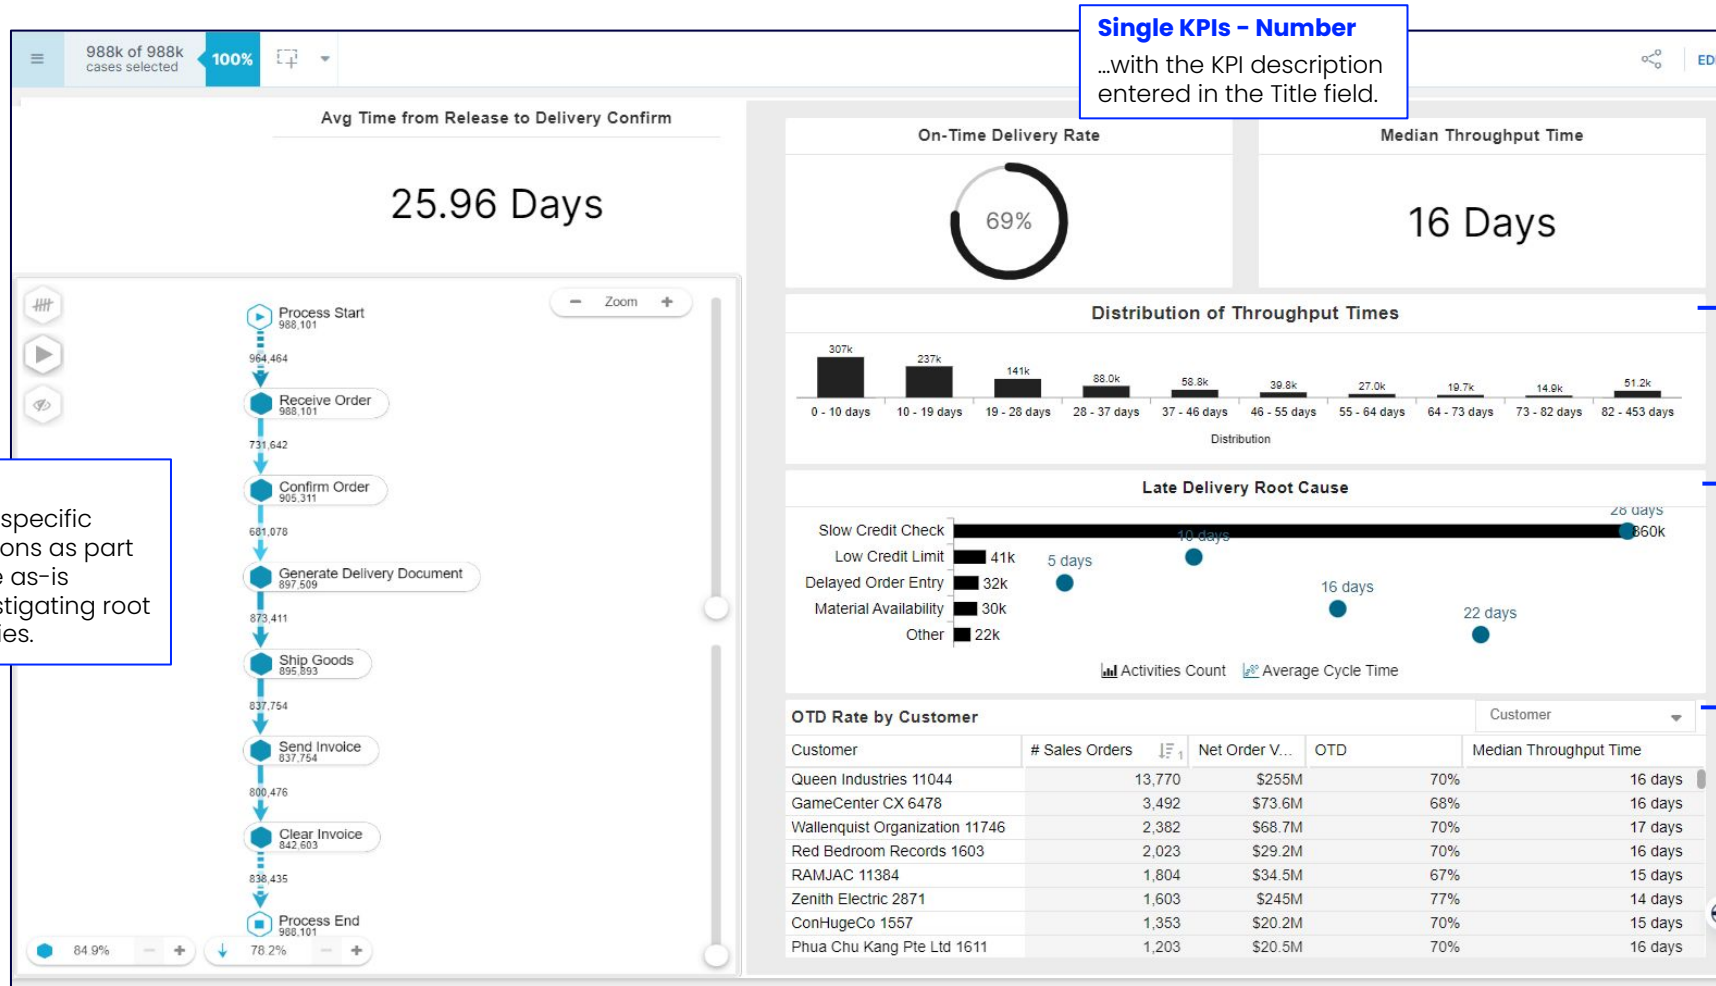 Single KPIs - Number
...with the KPI description
entered in the Title field.
988k of 988k
cases selected
100%
Avg Time from Release to Delivery Confirm
25.96 Days
On-Time Delivery Rate
69%
Median Throughput Time
16 Days
Zoom
Process Start
988,101
964,464
Receive Order
988,101
731,642
Confirm Order
905,311
681,078
Generate Delivery Document
897,509
873,411
Ship Goods
895,893
837,754
Send Invoice
837,754
800,476
Clear Invoice
842,603
838,435
Process End
988,101
84.9% - +
78.2% - +
specific
ons as part
e as-is
stigating root
ies.
Distribution of Throughput Times
307k 237k 141k 88.0k 58.8k 39.8k 27.0k 19.7k 14.9k 51.2k
0 - 10 days 10 - 19 days 19 - 28 days 28 - 37 days 37 - 46 days 46 - 55 days 55 - 64 days 64 - 73 days 73 - 82 days 82 - 453 days
Distribution
Late Delivery Root Cause
28 days
Slow Credit Check 860k
10 days
Low Credit Limit 41k 5 days
Delayed Order Entry 32k 16 days
Material Availability 30k 22 days
Other 22k
Activities Count Average Cycle Time
OTD Rate by Customer Customer
Customer # Sales Orders 1 Net Order V... OTD Median Throughput Time
Queen Industries 11044 13,770 $255M 70% 16 days
GameCenter CX 6478 3,492 $73.6M 68% 16 days
Wallenquist Organization 11746 2,382 $68.7M 70% 17 days
Red Bedroom Records 1603 2,023 $29.2M 70% 16 days
RAMJAC 11384 1,804 $34.5M 67% 15 days
Zenith Electric 2871 1,603 $245M 77% 14 days
ConHugeCo 1557 1,353 $20.2M 70% 15 days
Phua Chu Kang Pte Ltd 1611 1,203 $20.5M 70% 16 days